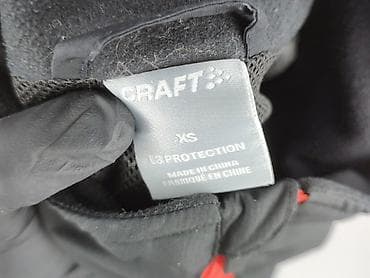 CRAFT
XS
L3 PROTECTION
MADE IN CHINA
FABRIQUÉ EN CHINE